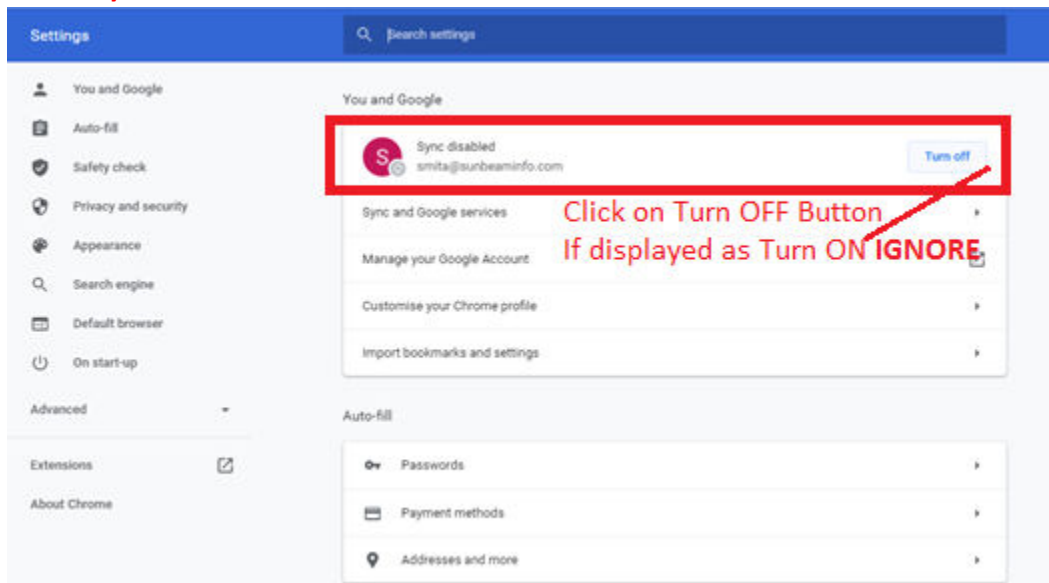 Settings
Search settings
You and Google
Auto-fill
Safety check
Privacy and security
Appearance
Search engine
Default browser
On start-up
Advanced
Extensions
About Chrome
You and Google
S
Sync disabled
smita@sunbeaminfo.com
Turn off
Sync and Google services
Click on Turn OFF Button
If displayed as Turn ON IGNORE
Manage your Google Account
Customise your Chrome profile
Import bookmarks and settings
Auto-fill
Passwords
Payment methods
Addresses and more